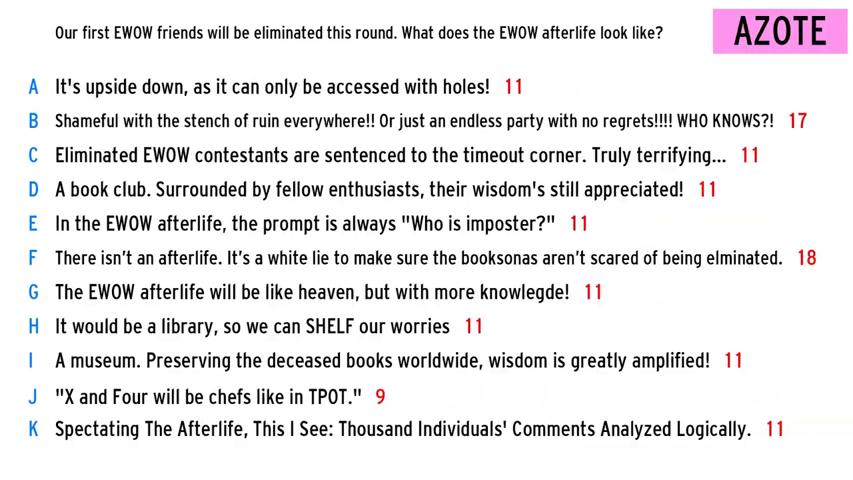 Our first EWOW friends will be eliminated this round. What does the EWOW afterlife look like?
AZOTE
A It's upside down, as it can only be accessed with holes! 11
B Shameful with the stench of ruin everywhere!! Or just an endless party with no regrets!!!! WHO KNOWS?! 17
C Eliminated EWOW contestants are sentenced to the timeout corner. Truly terrifying... 11
D A book club. Surrounded by fellow enthusiasts, their wisdom's still appreciated! 11
E In the EWOW afterlife, the prompt is always "Who is imposter?" 11
F There isn't an afterlife. It's a white lie to make sure the booksonas aren't scared of being elminated. 18
G The EWOW afterlife will be like heaven, but with more knowlegde! 11
H It would be a library, so we can SHELF our worries 11
I A museum. Preserving the deceased books worldwide, wisdom is greatly amplified! 11
J "X and Four will be chefs like in TPOT." 9
K Spectating The Afterlife, This I See: Thousand Individuals' Comments Analyzed Logically. 11